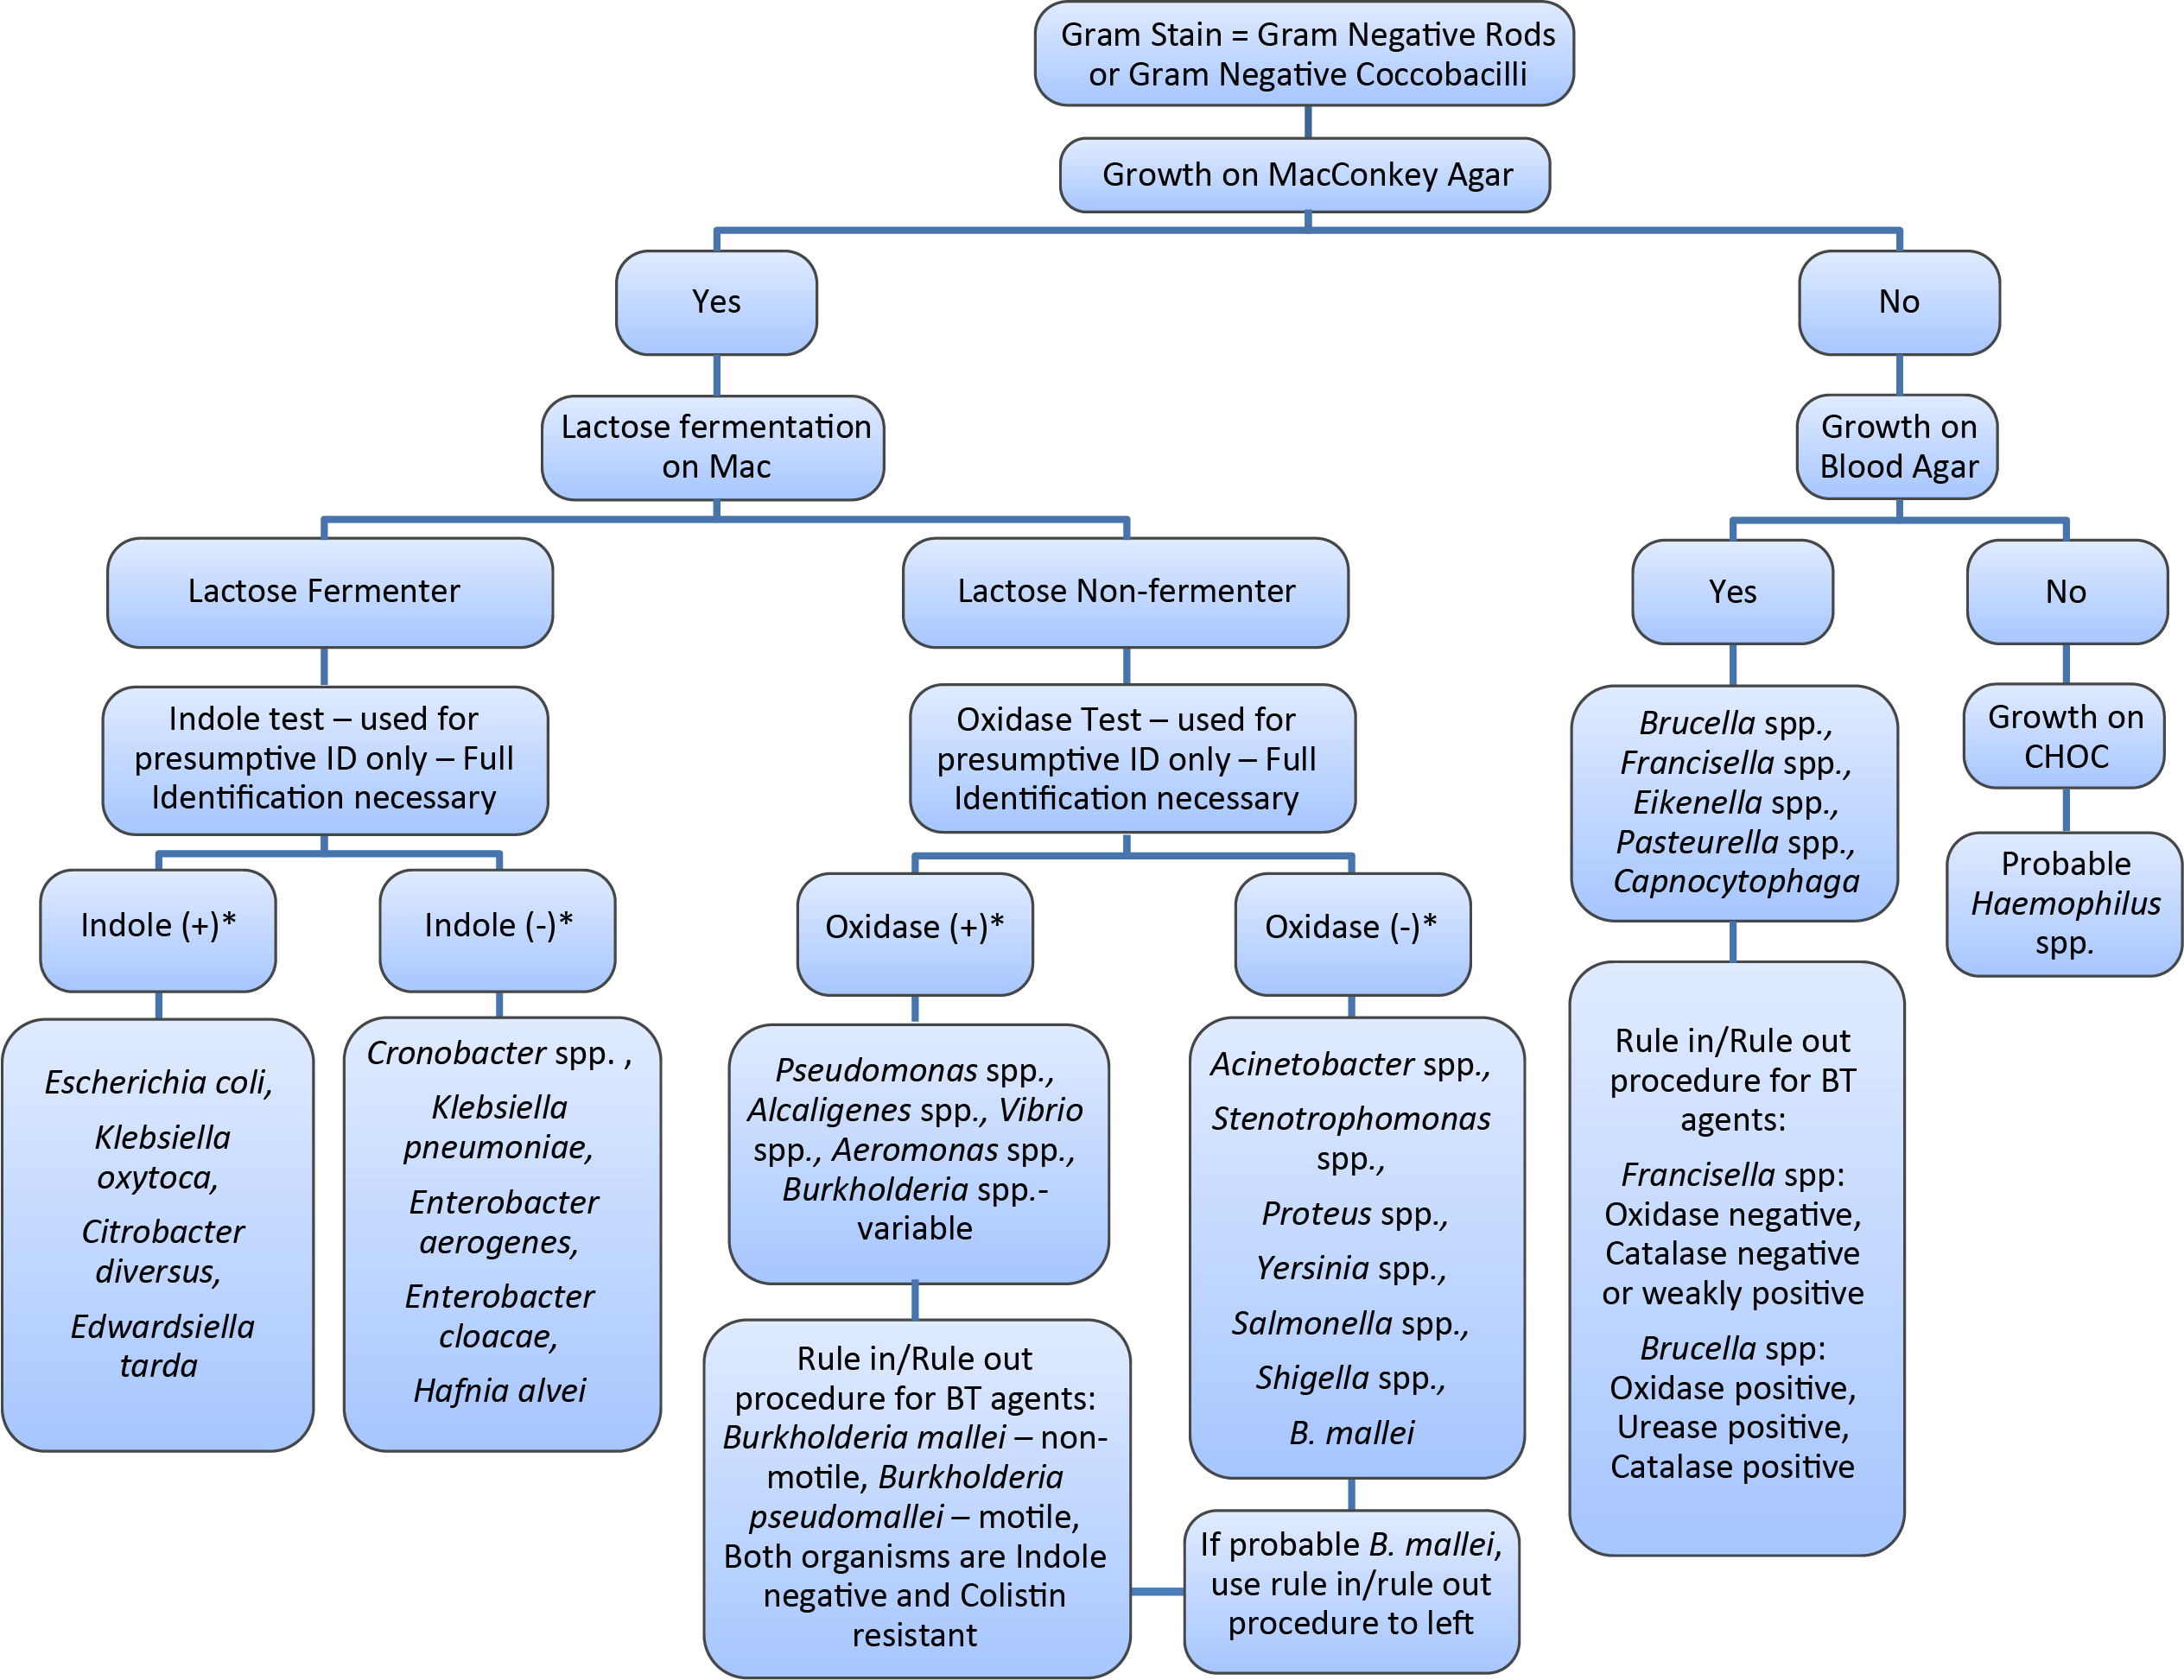 Gram Stain = Gram Negative Rods
or Gram Negative Coccobacilli
Growth on MacConkey Agar
Yes
No
Lactose fermentation
on Mac
Growth on
Blood Agar
Lactose Fermenter
Lactose Non-fermenter
Yes
No
Indole test – used for
presumptive ID only – Full
Identification necessary
Oxidase Test – used for
presumptive ID only – Full
Identification necessary
Brucella spp.,
Francisella spp.,
Eikenella spp.,
Pasteurella spp.,
Capnocytophaga
Growth on
CHOC
Probable
Haemophilus
spp.
Indole (+)*
Indole (-)*
Oxidase (+)*
Oxidase (-)*
Escherichia coli,
Klebsiella
oxytoca,
Citrobacter
diversus,
Edwardsiella
tarda
Cronobacter spp. ,
Klebsiella
pneumoniae,
Enterobacter
aerogenes,
Enterobacter
cloacae,
Hafnia alvei
Pseudomonas spp.,
Alcaligenes spp., Vibrio
spp., Aeromonas spp.,
Burkholderia spp.-
variable
Acinetobacter spp.,
Stenotrophomonas
spp.,
Proteus spp.,
Yersinia spp.,
Salmonella spp.,
Shigella spp.,
B. mallei
Rule in/Rule out
procedure for BT
agents:
Francisella spp:
Oxidase negative,
Catalase negative
or weakly positive
Brucella spp:
Oxidase positive,
Urease positive,
Catalase positive
Rule in/Rule out
procedure for BT agents:
Burkholderia mallei – non-
motile, Burkholderia
pseudomallei – motile,
Both organisms are Indole
negative and Colistin
resistant
If probable B. mallei,
use rule in/rule out
procedure to left